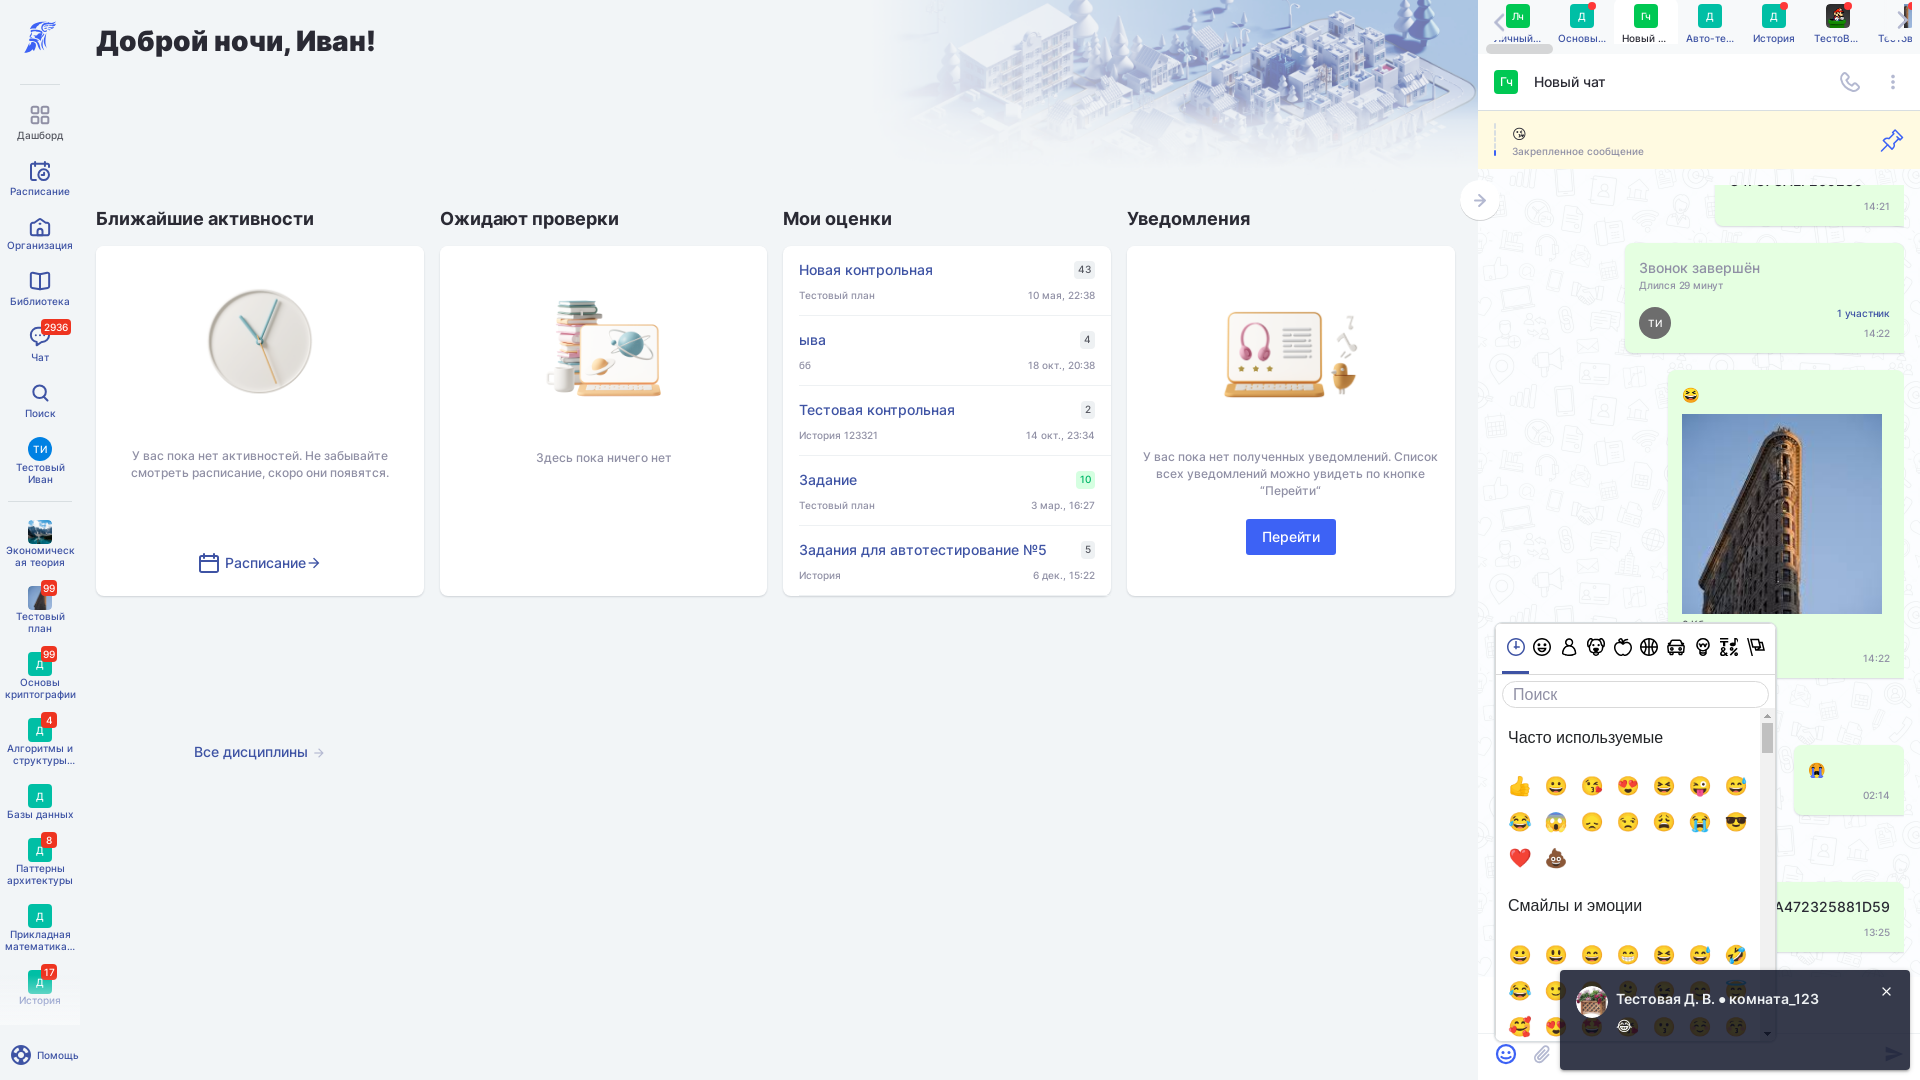 Доброй ночи, Иван!
Дашборд
Расписание
Организация
Библиотека
2936
Чат
Поиск
ТИ
Тестовый
Иван
Экономическ
ая теория
99
Тестовый
план
99
Д
Основы
криптографии
4
Д
Алгоритмы и
структуры...
Д
Базы данных
8
Д
Паттерны
архитектуры
Д
Прикладная
математика...
17
Д
История
Помощь
Ближайшие активности
У вас пока нет активностей. Не забывайте
смотреть расписание, скоро они появятся.
Расписание
Все дисциплины
Ожидают проверки
Здесь пока ничего нет
Мои оценки
Новая контрольная
43
Тестовый план
10 мая, 22:38
ыва
4
бб
18 окт., 20:38
Тестовая контрольная
2
История 123321
14 окт., 23:34
Задание
10
Тестовый план
3 мар., 16:27
Задания для автотестирование №5
5
История
6 дек., 15:22
Уведомления
У вас пока нет полученных уведомлений. Список
всех уведомлений можно увидеть по кнопке
“Перейти”
Перейти
Лч
Личный...
Д
Основы...
Гч
Новый ...
Д
Авто-те...
Д
История
ТестоВ...
Гч
Новый чат
😘
Закрепленное сообщение
14:21
Звонок завершён
Длился 29 минут
ТИ
1 участник
14:22
😆
14:22
😭
02:14
A472325881D59
13:25
Поиск
Часто используемые
Смайлы и эмоции
Тестовая Д. В. • комната_123
😂